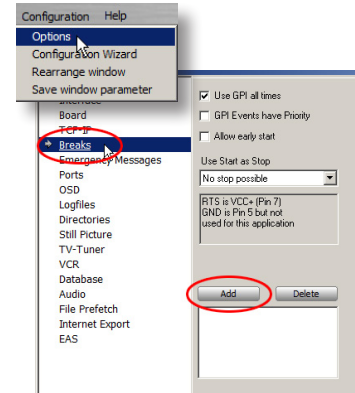 Configuration Help
Options
Configuration Wizard
Rearrange window
Save window parameter
Interface
Board
TCP-IP
Breaks
Emergency Messages
Ports
OSD
Logfiles
Directories
Still Picture
TV-Tuner
VCR
Database
Audio
File Prefetch
Internet Export
EAS
Use GPI all times
GPI Events have Priority
Allow early start
Use Start as Stop
No stop possible
RTS is VCC+ (Pin 7)
GND is Pin 5 but not
used for this application
Add Delete